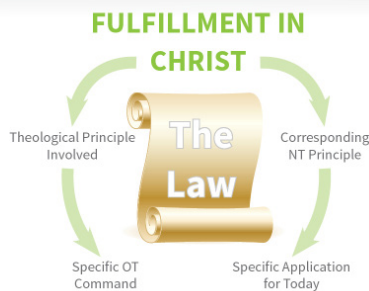 FULFILLMENT IN
CHRIST
Theological Principle
Involved
The
Law
Corresponding
NT Principle
Specific OT
Command
Specific Application
for Today